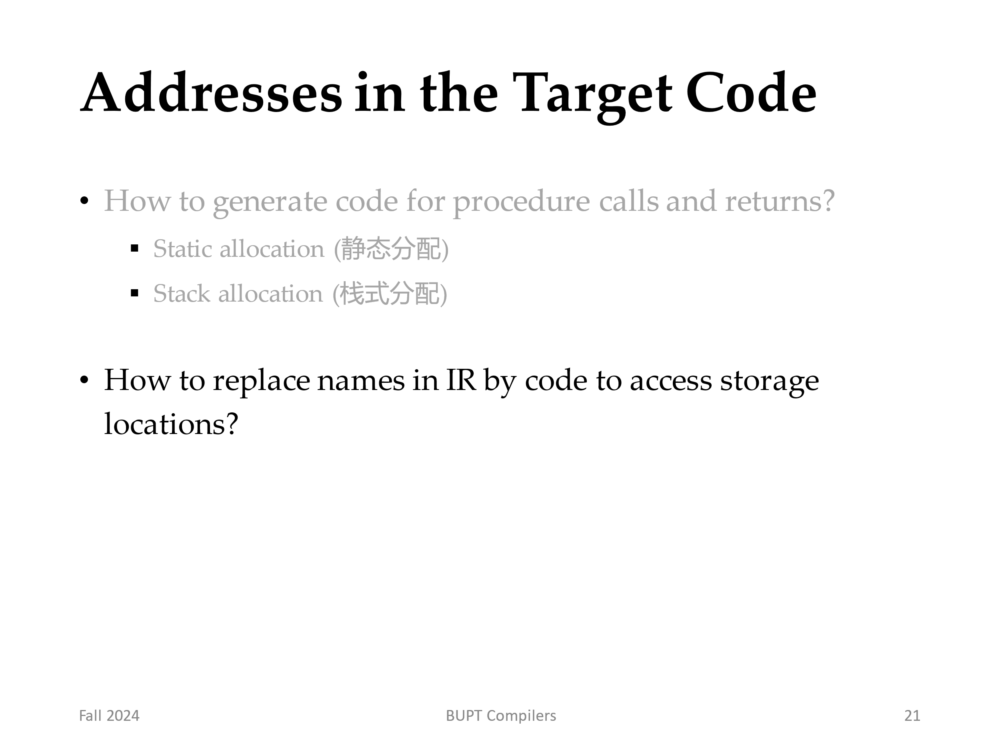 Addresses in the Target Code
• How to generate code for procedure calls and returns?
▪ Static allocation (静态分配)
▪ Stack allocation (栈式分配)
• How to replace names in IR by code to access storage
locations?
Fall 2024
BUPT Compilers
21